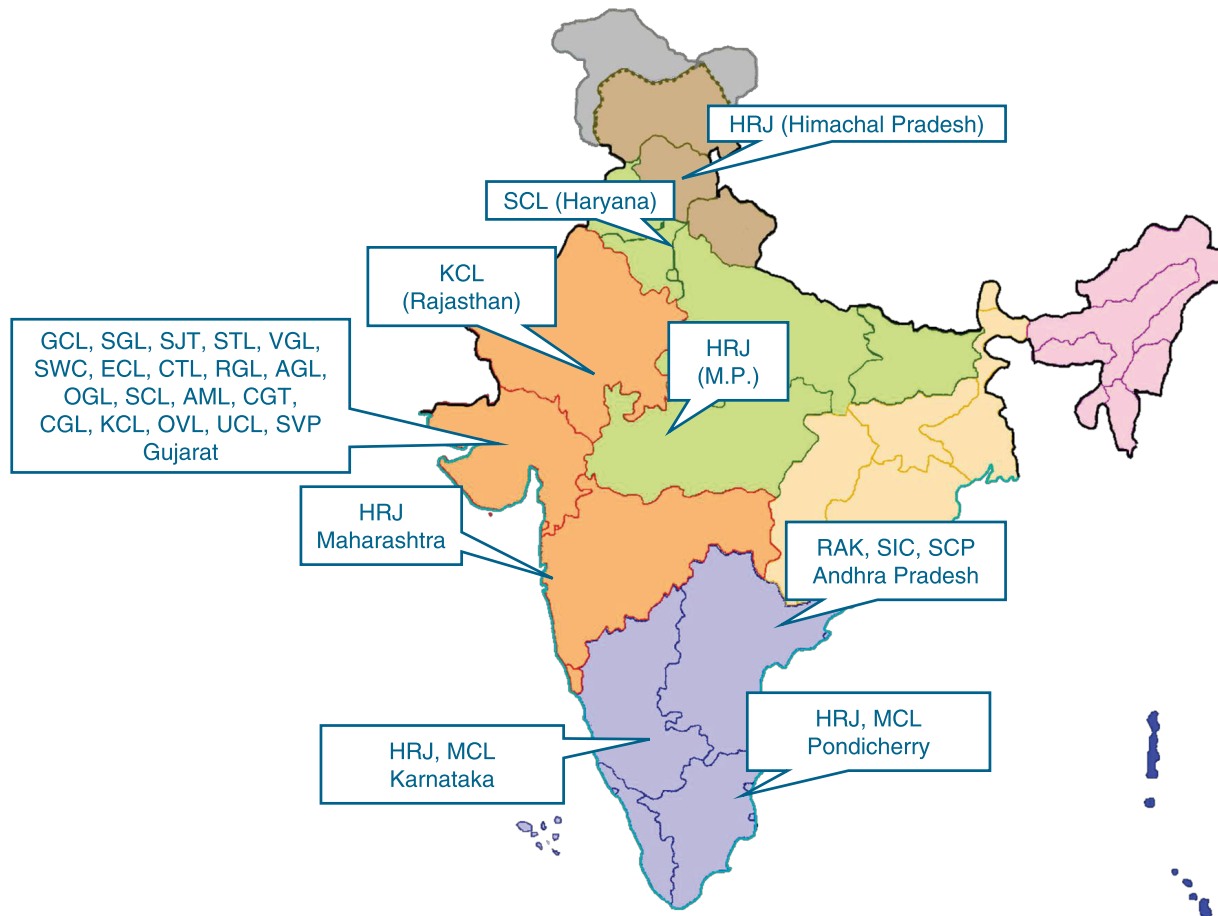 HRJ (Himachal Pradesh)
SCL (Haryana)
KCL
(Rajasthan)
GCL, SGL, SJT, STL, VGL,
SWC, ECL, CTL, RGL, AGL,
OGL, SCL, AML, CGT,
CGL, KCL, OVL, UCL, SVP
Gujarat
HRJ
(M.P.)
HRJ
Maharashtra
RAK, SIC, SCP
Andhra Pradesh
HRJ, MCL
Karnataka
HRJ, MCL
Pondicherry